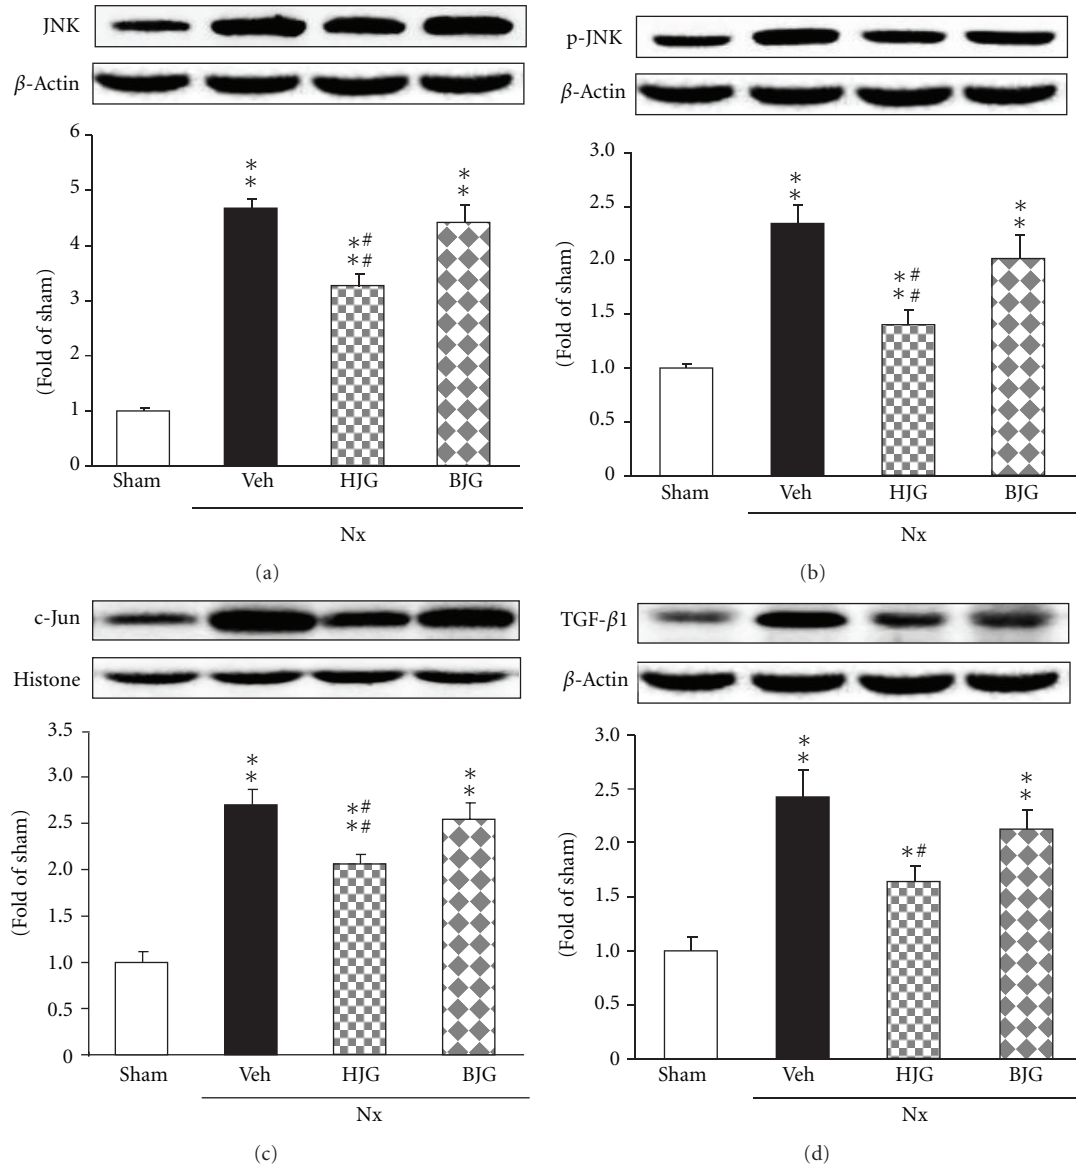 JNK
β-Actin
6
5
4
3
2
1
0
(Fold of sham)
**
**##
**
Sham Veh HJG BJG
Nx
(a)
p-JNK
β-Actin
3.0
2.5
2.0
1.5
1.0
0.5
0
(Fold of sham)
**
**##
**
Sham Veh HJG BJG
Nx
(b)
c-Jun
Histone
3.5
3.0
2.5
2.0
1.5
1.0
0.5
0
(Fold of sham)
**
**##
**
Sham Veh HJG BJG
Nx
(c)
TGF-β1
β-Actin
3.0
2.5
2.0
1.5
1.0
0.5
0
(Fold of sham)
**
*#
**
Sham Veh HJG BJG
Nx
(d)